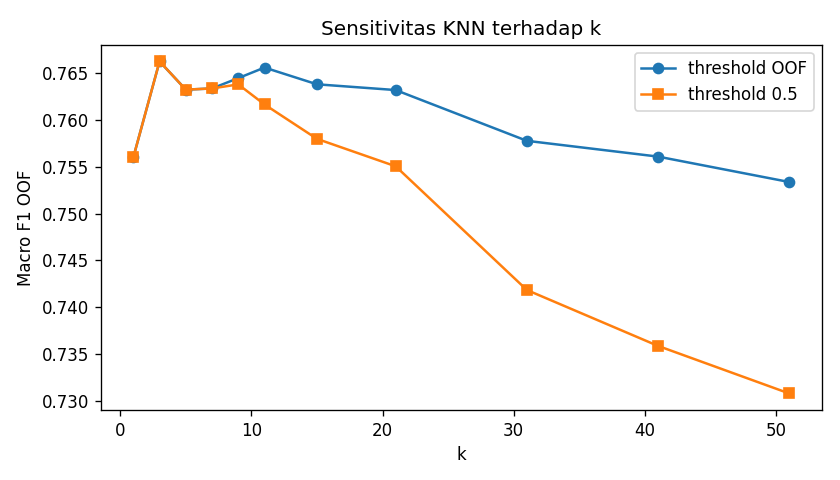 Sensitivitas KNN terhadap k
threshold OOF
threshold 0.5
Macro F1 OOF
0.765
0.760
0.755
0.750
0.745
0.740
0.735
0.730
0 10 20 30 40 50
k